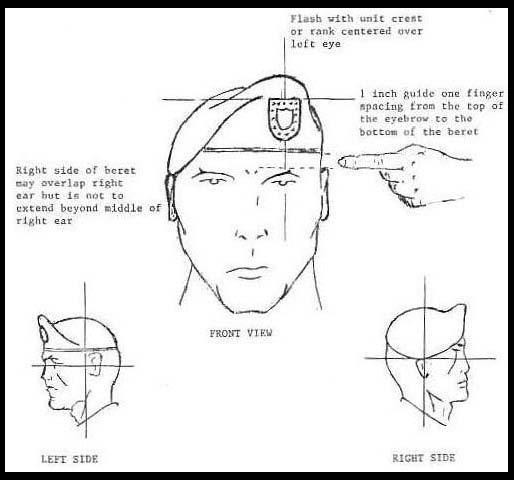 Flash with unit crest
or rank centered over
left eye
1 inch guide one finger
spacing from the top of
the eyebrow to the
bottom of the beret
Right side of beret
may overlap right
ear but is not to
extend beyond middle of
right ear
FRONT VIEW
LEFT SIDE
RIGHT SIDE